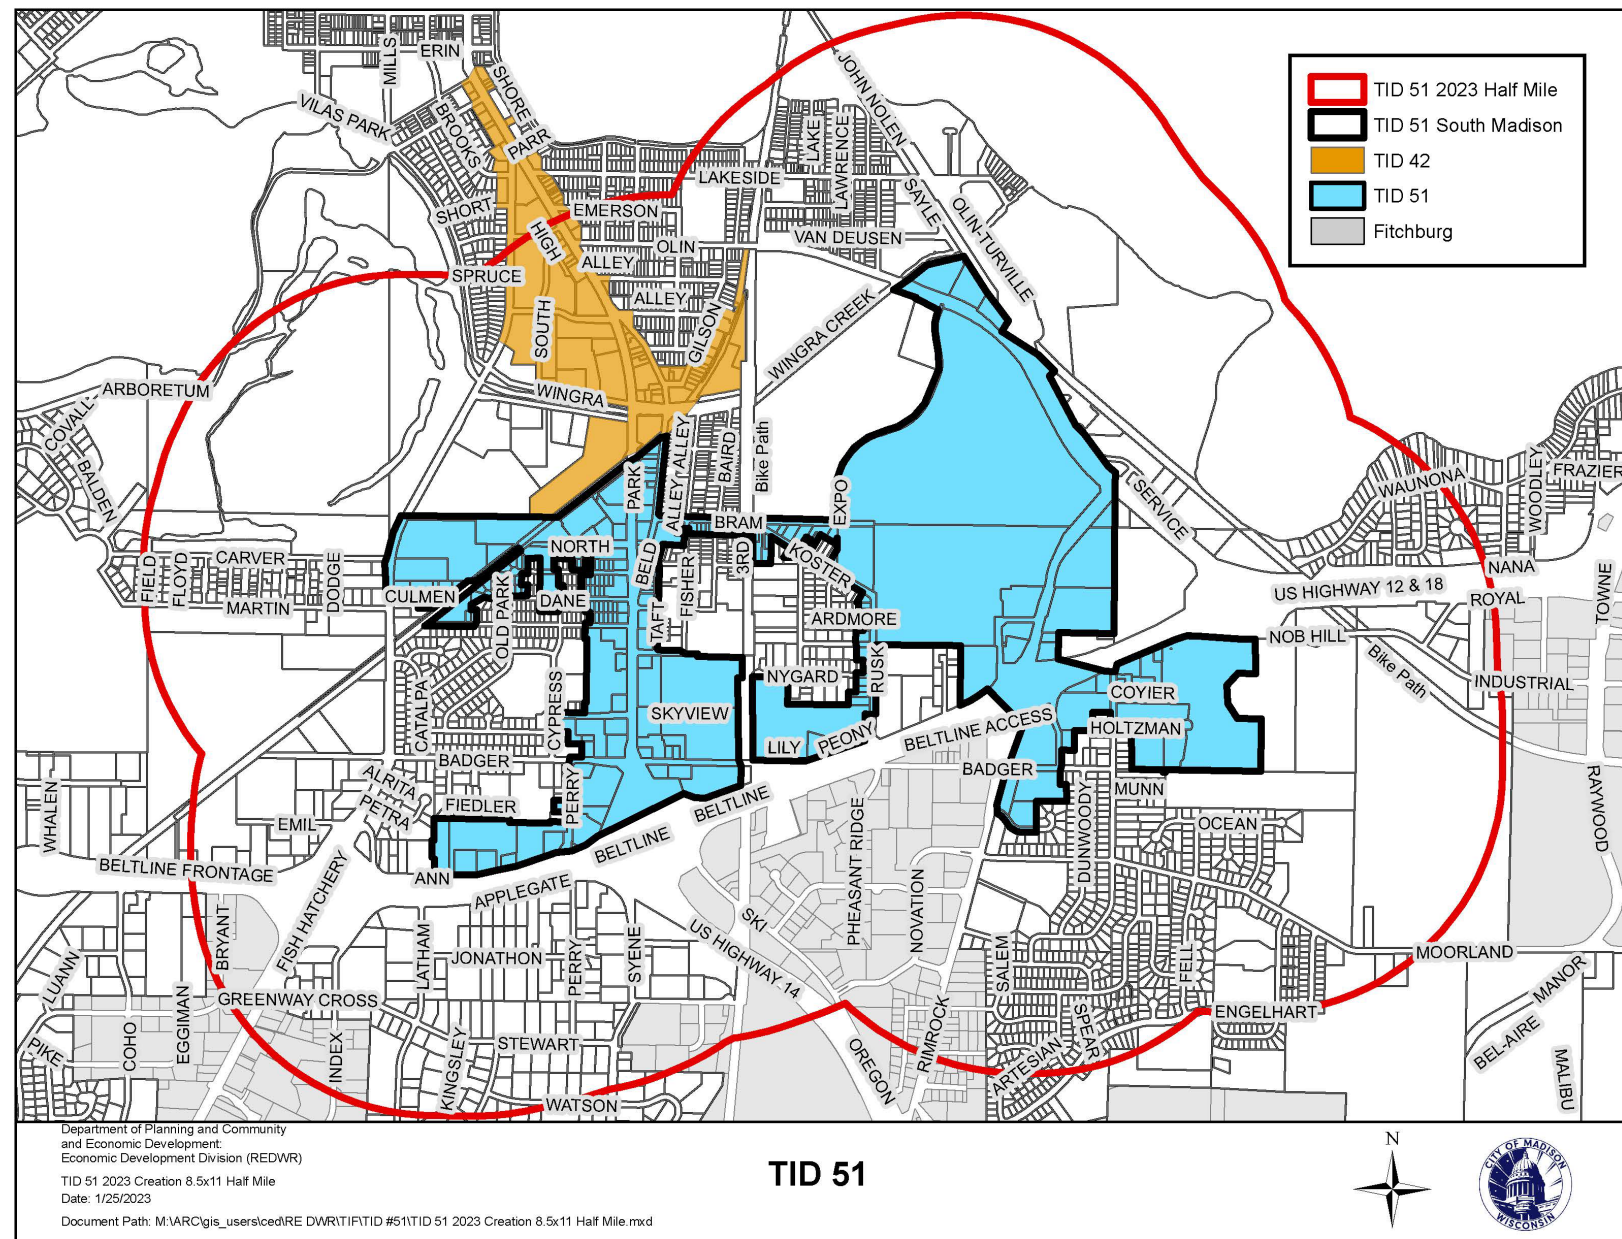 ERIN
MILLS
SHORE
JOHN NOLEN
TID 51 2023 Half Mile
TID 51 South Madison
TID 42
TID 51
Fitchburg
VILAS PARK
BROOKS
PARR
LAKE
LAWRENCE
LAKESIDE
SAYLE
SHORT
EMERSON
OLIN-TURVILLE
HIGH
OLIN
VAN DEUSEN
ALLEY
SPRUCE
ALLEY
SOUTH
GILSON
WINGRA CREEK
ARBORETUM
WINGRA
COVALL
BALDEN
ALLEY
BAIRD
Bike Path
PARK
ALLEY
EXPO
SERVICE
WAUNONA
WOODLEY
FRAZIER
BRAM
NORTH
BELD
3RD
KOSTER
FIELD
FLOYD
CARVER
DODGE
MARTIN
CULMEN
OLD PARK
DANE
TAFT
FISHER
ARDMORE
NANA
US HIGHWAY 12 & 18
ROYAL
TOWNE
NOB HILL
Bike Path
INDUSTRIAL
RUSK
NYGARD
COYIER
CATALPA
CYPRESS
SKYVIEW
HOLTZMAN
BELTLINE ACCESS
LILY
PEONY
BADGER
BADGER
ALRITA
PETRA
FIEDLER
PERRY
BELTLINE
MUNN
WHALEN
EMIL
BELTLINE
PHEASANT RIDGE
DUNWOODY
OCEAN
RAYWOOD
BELTLINE FRONTAGE
ANN
APPLEGATE
FISH HATCHERY
BRYANT
SKI
NOVATION
US HIGHWAY 14
LUANN
LATHAM
JONATHON
PERRY
SYENE
SALEM
FELL
MOORLAND
MANOR
GREENWAY CROSS
COHO
EGGIMAN
INDEX
KINGSLEY
STEWART
RIMROCK
SPEAR
ENGELHART
PIKE
WATSON
OREGON
ARTESIAN
BEL-AIRE
MALIBU
Department of Planning and Community
and Economic Development:
Economic Development Division (REDWR)
TID 51 2023 Creation 8.5x11 Half Mile
Date: 1/25/2023
Document Path: M:\ARC\gis_users\ced\RE DWR\TIF\TID #51\TID 51 2023 Creation 8.5x11 Half Mile.mxd
TID 51
N
CITY OF MADISON
WISCONSIN